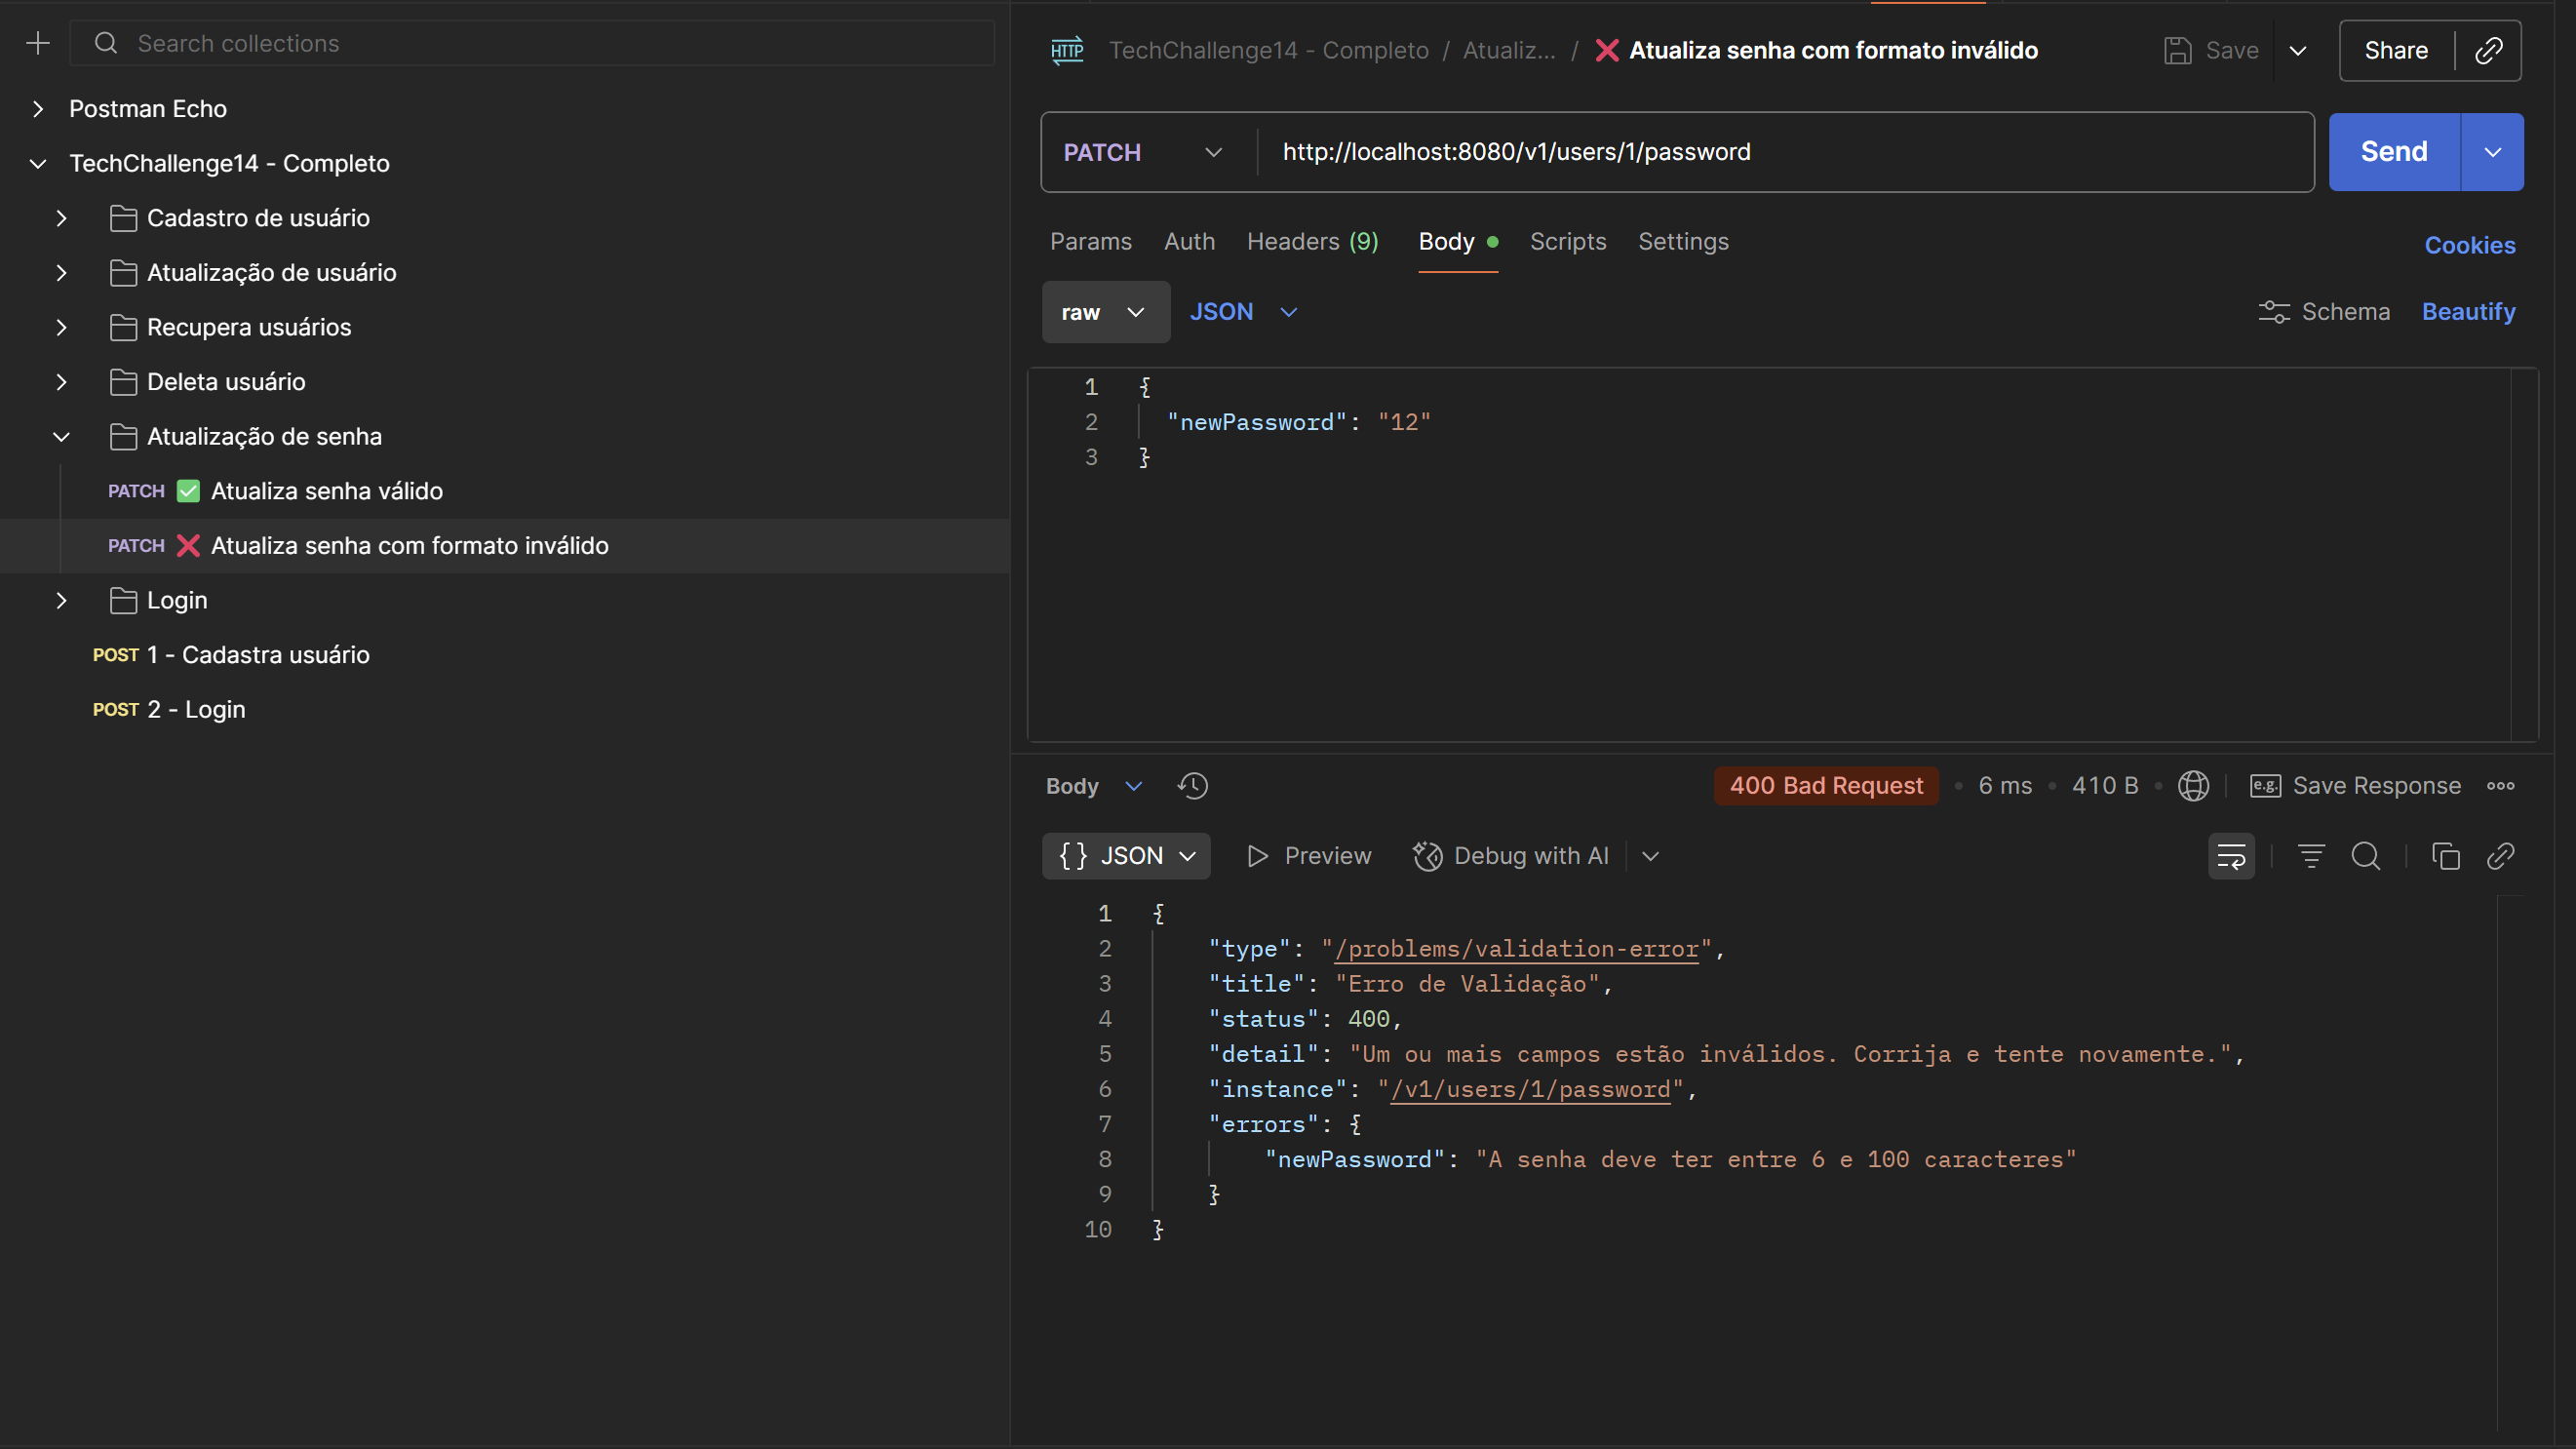 Search collections
Postman Echo
TechChallenge14 - Completo
Cadastro de usuário
Atualização de usuário
Recupera usuários
Deleta usuário
Atualização de senha
PATCH ✅ Atualiza senha válido
PATCH ❌ Atualiza senha com formato inválido
Login
POST 1 - Cadastra usuário
POST 2 - Login
HTTP TechChallenge14 - Completo / Atualiz... / ❌ Atualiza senha com formato inválido Save Share
PATCH http://localhost:8080/v1/users/1/password Send
Params Auth Headers (9) Body Scripts Settings Cookies
raw JSON Schema Beautify
1 {
2 "newPassword": "12"
3 }
Body 400 Bad Request • 6 ms • 410 B • e.g. Save Response
{} JSON Preview Debug with AI
1 {
2 "type": "/problems/validation-error",
3 "title": "Erro de Validação",
4 "status": 400,
5 "detail": "Um ou mais campos estão inválidos. Corrija e tente novamente.",
6 "instance": "/v1/users/1/password",
7 "errors": {
8 "newPassword": "A senha deve ter entre 6 e 100 caracteres"
9 }
10 }